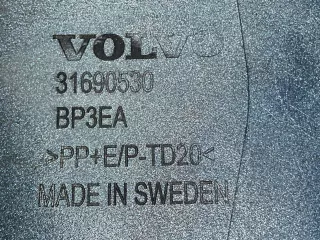 VOLVO
31690530
BP3EA
>PP+E/P-TD20<
MADE IN SWEDEN